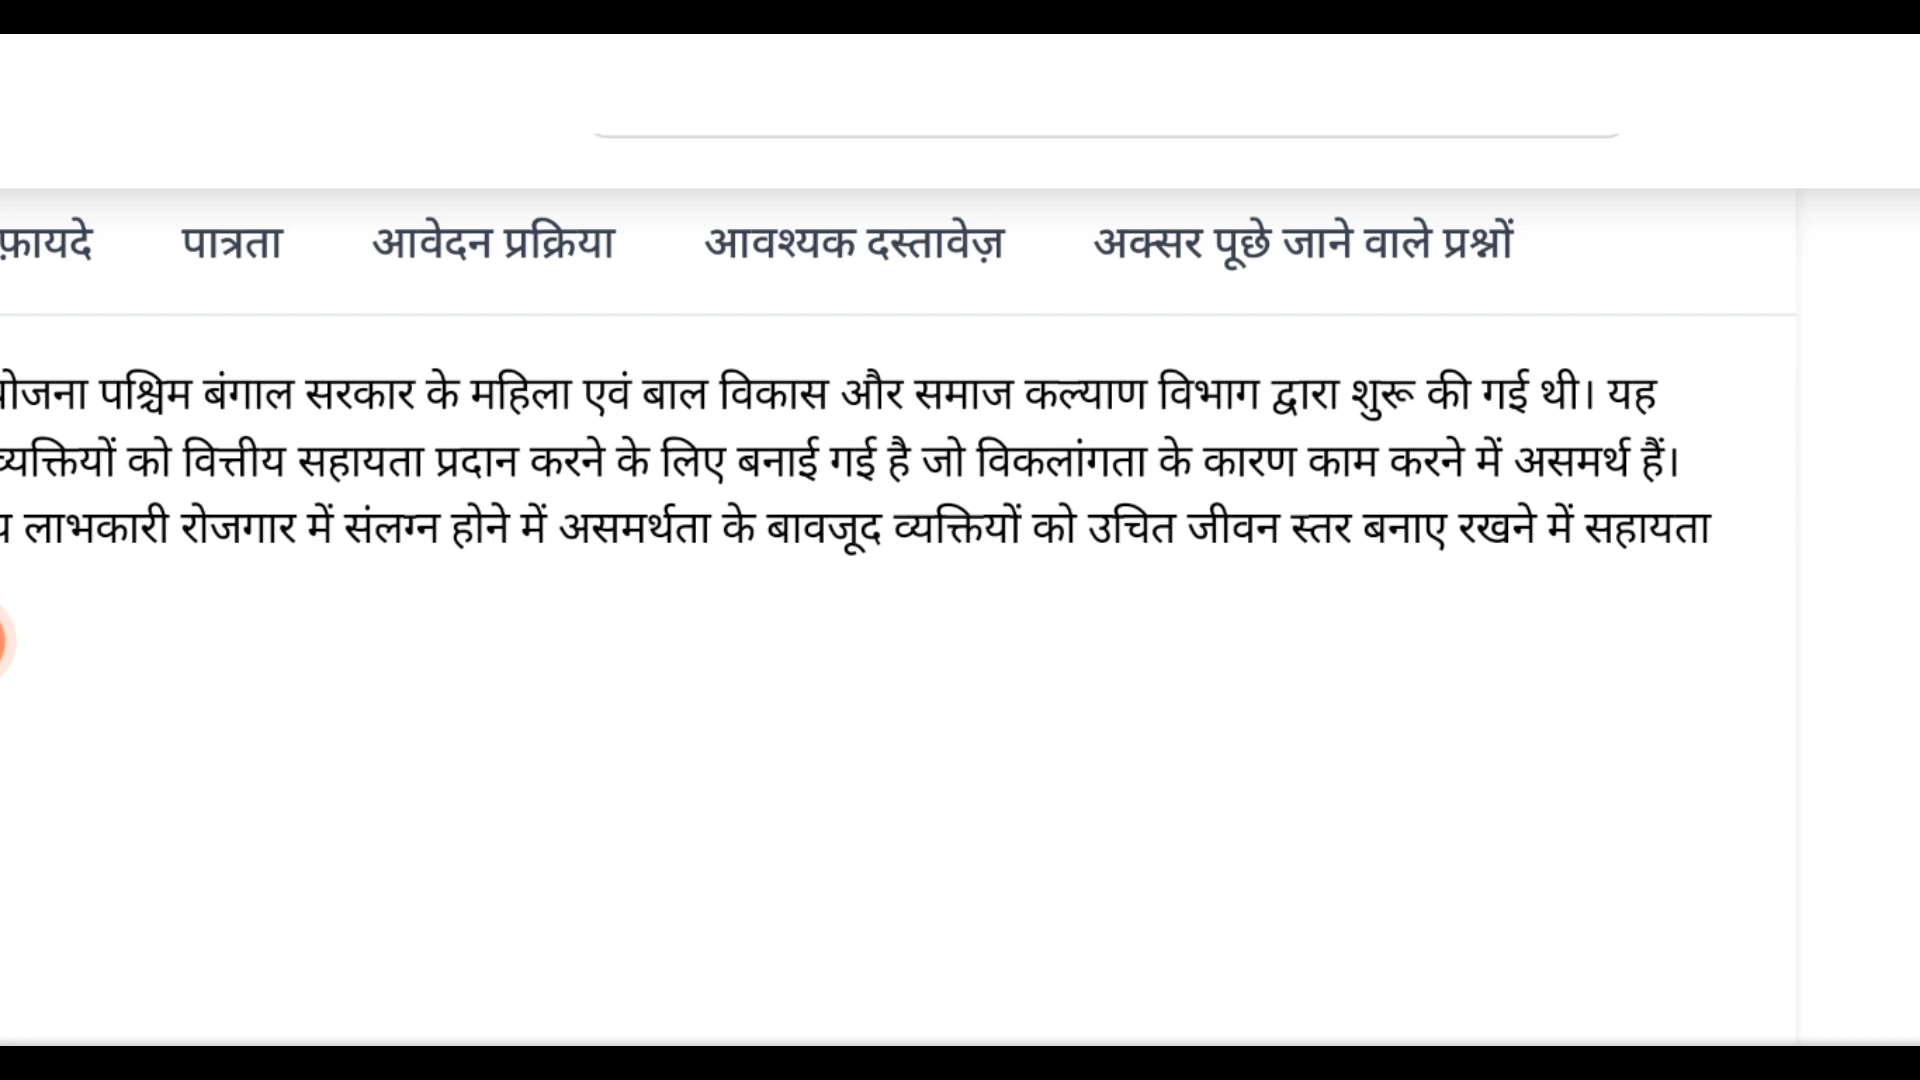 फ़ायदे पात्रता आवेदन प्रक्रिया आवश्यक दस्तावेज़ अक्सर पूछे जाने वाले प्रश्नों
पश्चिम बंगाल सरकार के महिला एवं बाल विकास और समाज कल्याण विभाग द्वारा शुरू की गई थी। यह
व्यक्तियों को वित्तीय सहायता प्रदान करने के लिए बनाई गई है जो विकलांगता के कारण काम करने में असमर्थ हैं।
लाभकारी रोजगार में संलग्न होने में असमर्थता के बावजूद व्यक्तियों को उचित जीवन स्तर बनाए रखने में सहायता